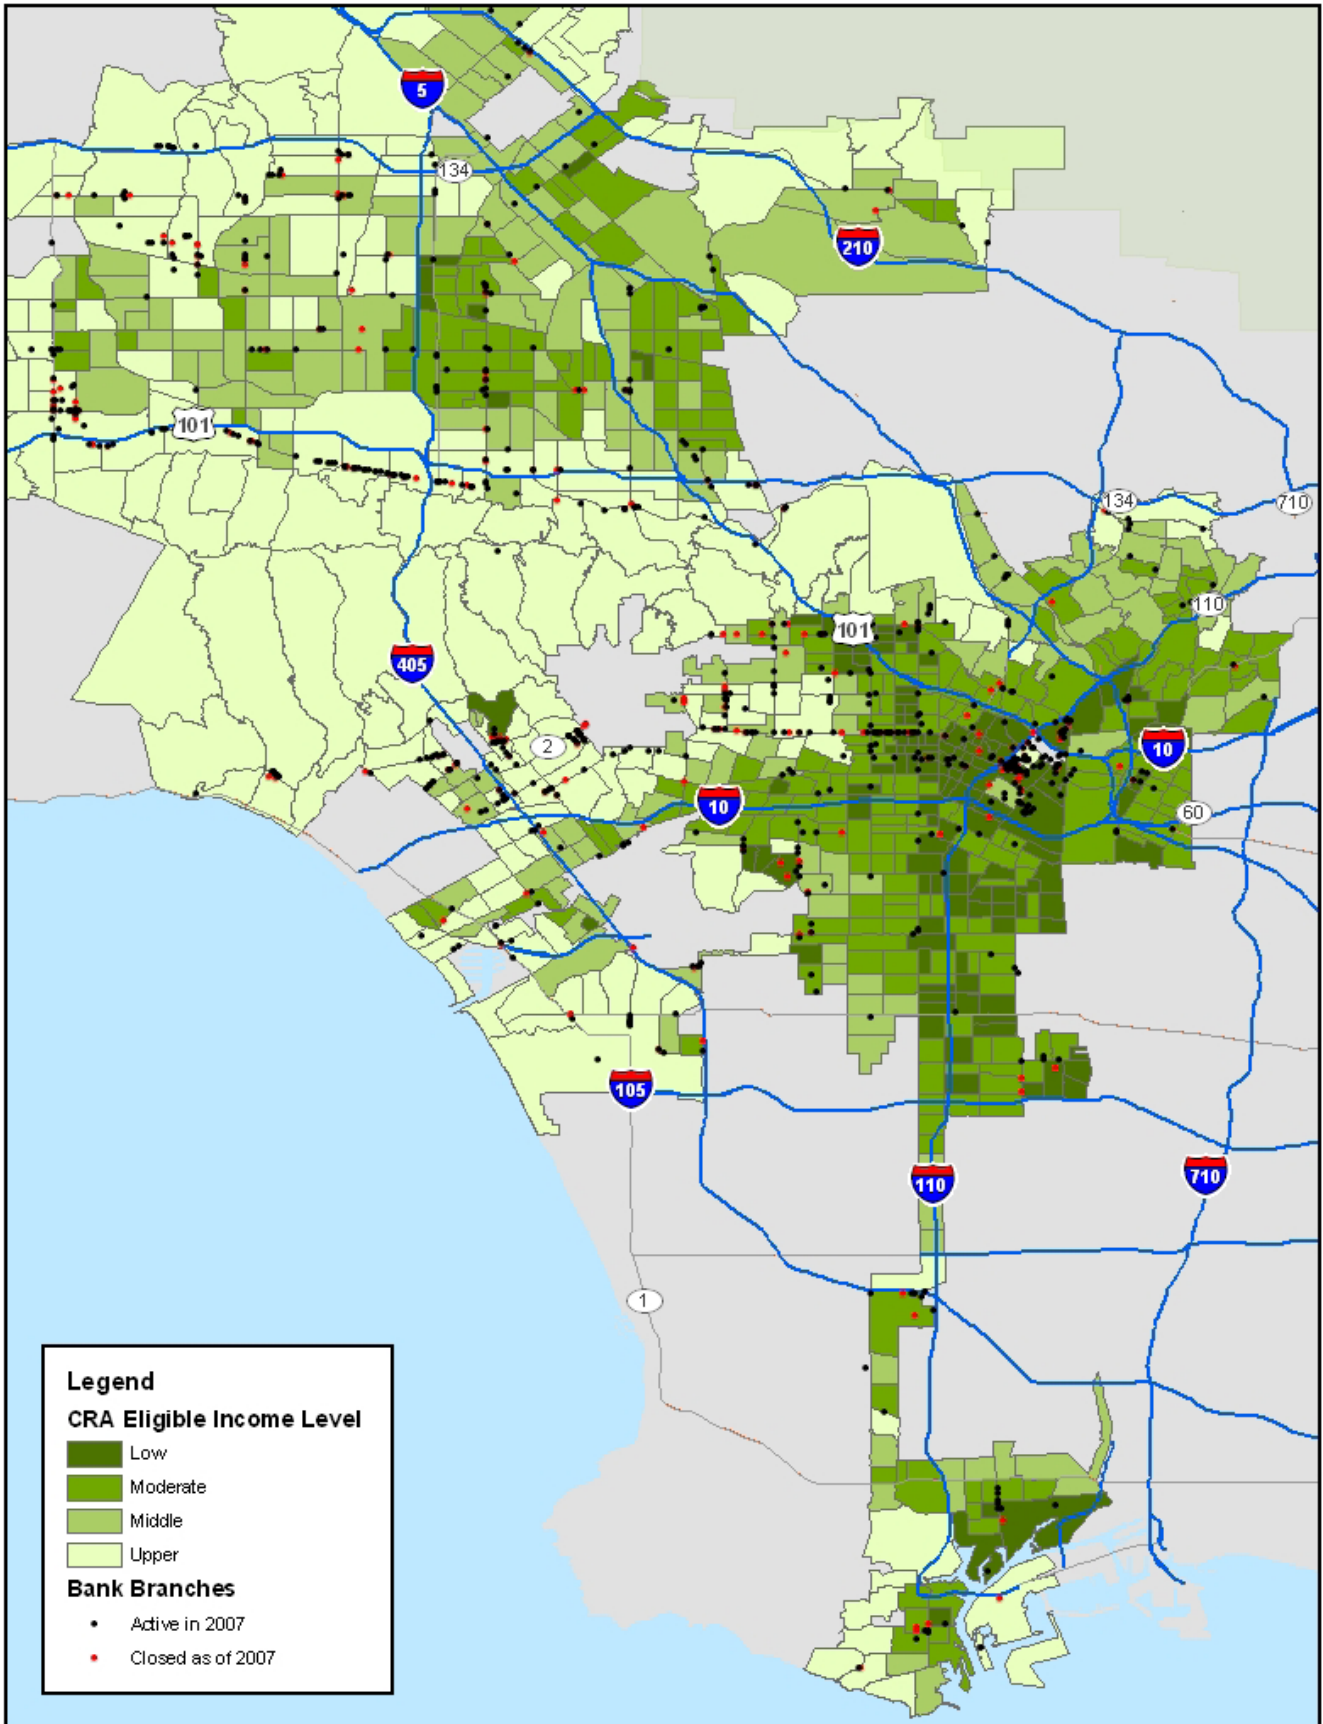 5
134
210
101
134
710
110
101
405
2
10
10
60
105
110
710
1
Legend
CRA Eligible Income Level
Low
Moderate
Middle
Upper
Bank Branches
Active in 2007
Closed as of 2007